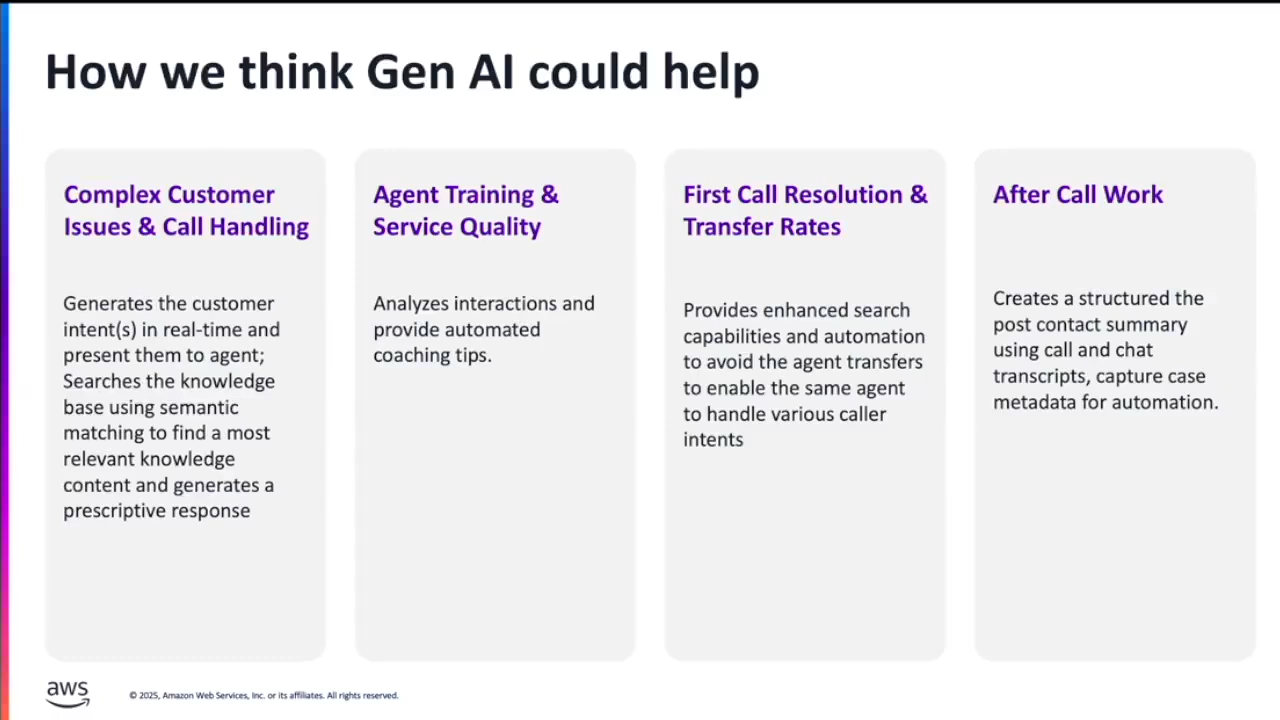 How we think Gen AI could help
Complex Customer
Issues & Call Handling
Generates the customer
intent(s) in real-time and
present them to agent;
Searches the knowledge
base using semantic
matching to find a most
relevant knowledge
content and generates a
prescriptive response
Agent Training &
Service Quality
Analyzes interactions and
provide automated
coaching tips.
First Call Resolution &
Transfer Rates
Provides enhanced search
capabilities and automation
to avoid the agent transfers
to enable the same agent
to handle various caller
intents
After Call Work
Creates a structured the
post contact summary
using call and chat
transcripts, capture case
metadata for automation.
aws
© 2025, Amazon Web Services, Inc. or its affiliates. All rights reserved.